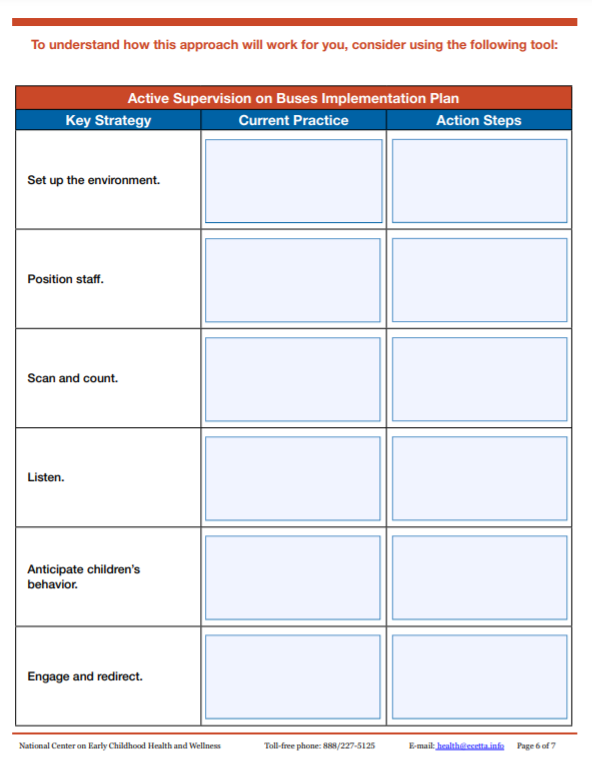 To understand how this approach will work for you, consider using the following tool:
Active Supervision on Buses Implementation Plan
Key Strategy Current Practice Action Steps
Set up the environment.
Position staff.
Scan and count.
Listen.
Anticipate children's
behavior.
Engage and redirect.
National Center on Early Childhood Health and Wellness Toll-free phone: 888/227-5125 E-mail: health@ecetta.info Page 6 of 7